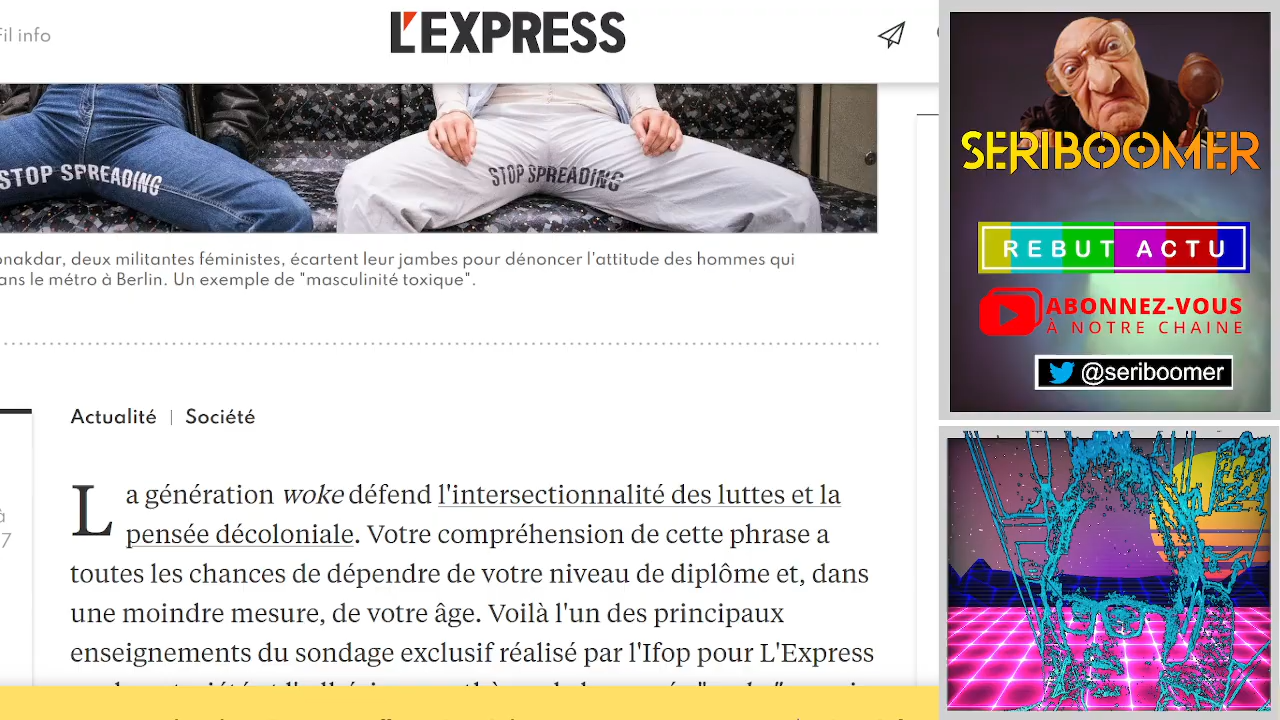 Fil info
L'EXPRESS
STOP SPREADING
STOP SPREADING
deux militantes féministes, écartent leur jambes pour dénoncer l'attitude des hommes qui
dans le métro à Berlin. Un exemple de "masculinité toxique".
Actualité | Société
La génération woke défend l'intersectionnalité des luttes et la
pensée décoloniale. Votre compréhension de cette phrase a
toutes les chances de dépendre de votre niveau de diplôme et, dans
une moindre mesure, de votre âge. Voilà l'un des principaux
enseignements du sondage exclusif réalisé par l'Ifop pour L'Express
à
7
SERIBOOMER
REBUT ACTU
ABONNEZ-VOUS
À NOTRE CHAINE
@seriboomer